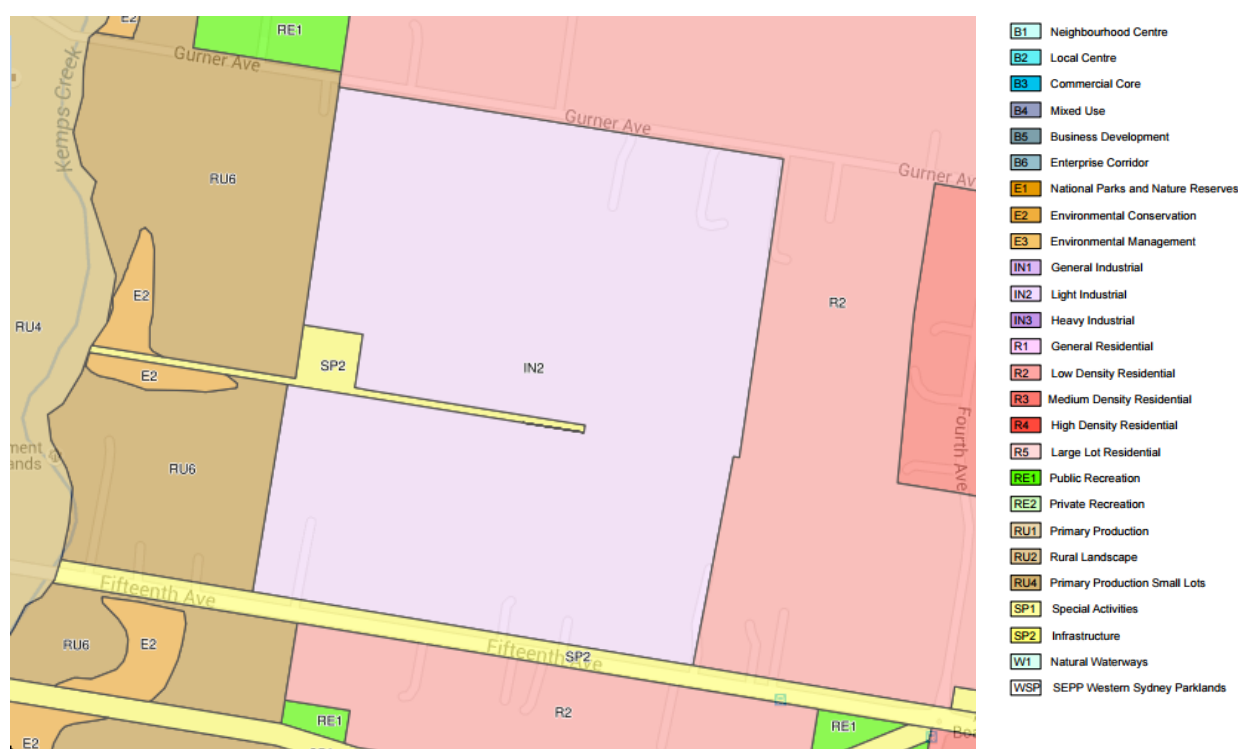 E2
RE1
Gurner Ave
Kemps Creek
Gurner Ave
Gurner Av
RU6
E2
R2
RU4
SP2
IN2
E2
Fourth Ave
ment
ands
RU6
Fifteenth Ave
Fifteenth Ave
SP2
RU6
E2
R2
RE1
RE1
E2
B1 Neighbourhood Centre
B2 Local Centre
B3 Commercial Core
B4 Mixed Use
B5 Business Development
B6 Enterprise Corridor
E1 National Parks and Nature Reserves
E2 Environmental Conservation
E3 Environmental Management
IN1 General Industrial
IN2 Light Industrial
IN3 Heavy Industrial
R1 General Residential
R2 Low Density Residential
R3 Medium Density Residential
R4 High Density Residential
R5 Large Lot Residential
RE1 Public Recreation
RE2 Private Recreation
RU1 Primary Production
RU2 Rural Landscape
RU4 Primary Production Small Lots
SP1 Special Activities
SP2 Infrastructure
W1 Natural Waterways
WSP SEPP Western Sydney Parklands